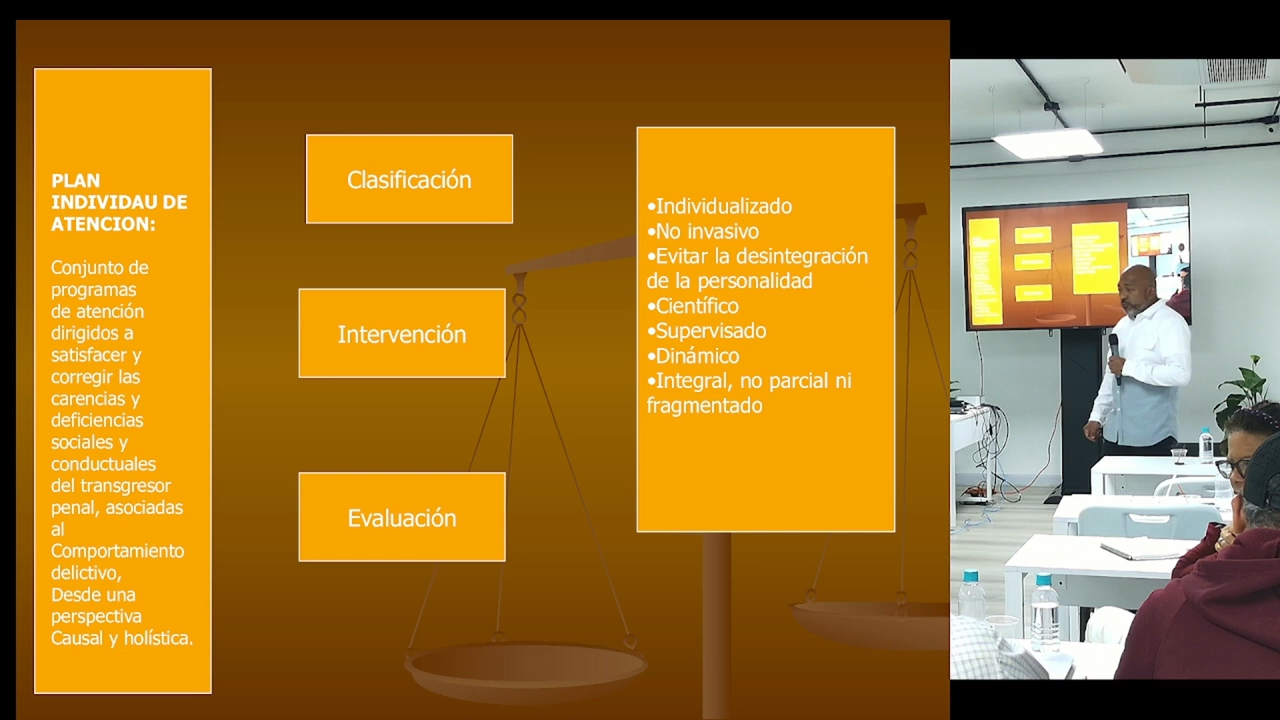 PLAN
INDIVIDAU DE
ATENCION:
Conjunto de
programas
de atención
dirigidos a
satisfacer y
corregir las
carencias y
deficiencias
sociales y
conductuales
del transgresor
penal, asociadas
al
Comportamiento
delictivo,
Desde una
perspectiva
Causal y holística.
Clasificación
Intervención
Evaluación
•Individualizado
•No invasivo
•Evitar la desintegración
de la personalidad
•Científico
•Supervisado
•Dinámico
•Integral, no parcial ni
fragmentado